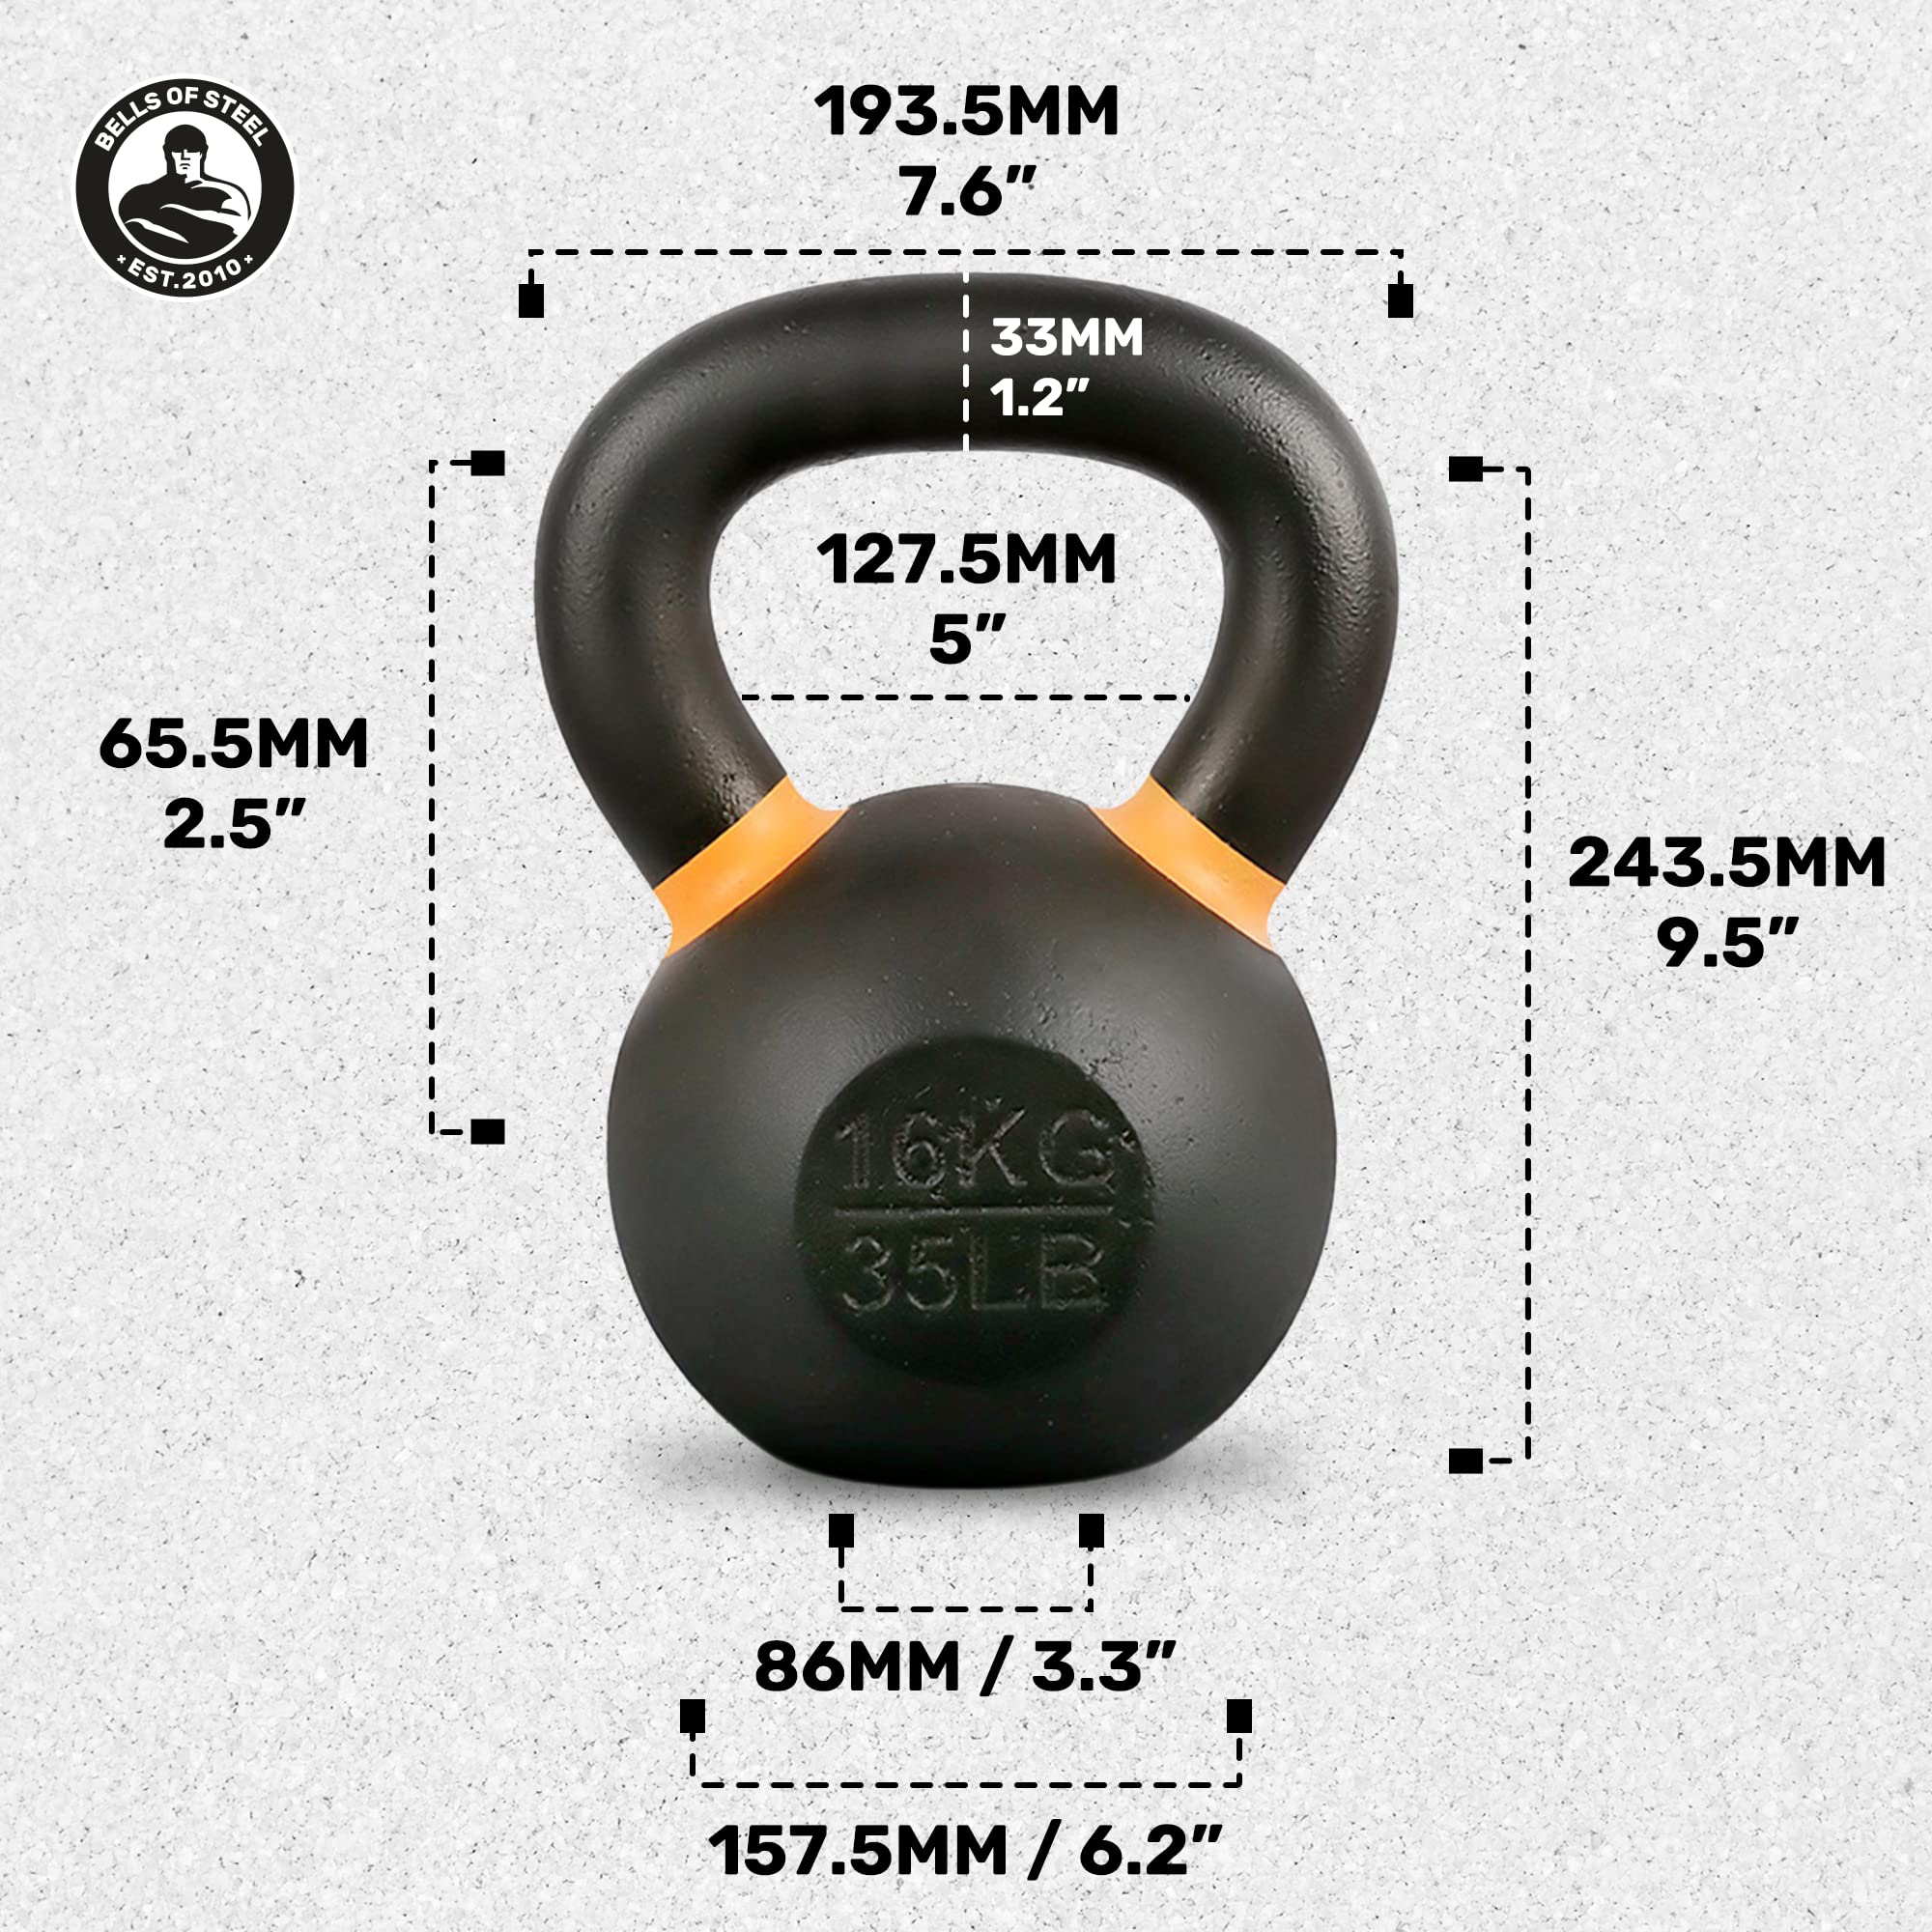 BELLS OF STEEL
EST.2010
193.5MM
7.6”
33MM
1.2”
127.5MM
5”
65.5MM
2.5”
243.5MM
9.5”
16KG
35LB
86MM / 3.3”
157.5MM / 6.2”